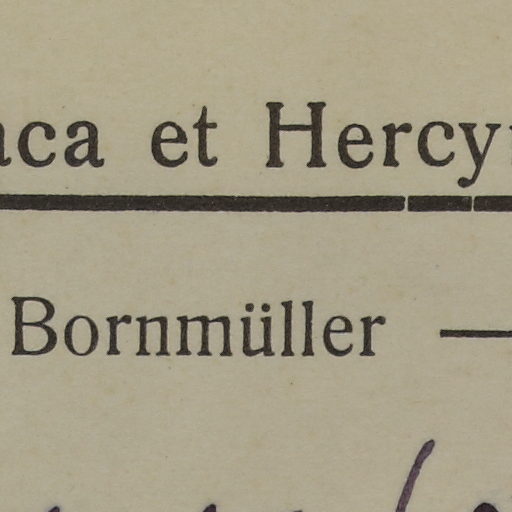 aca et Hercy
Bornmüller —